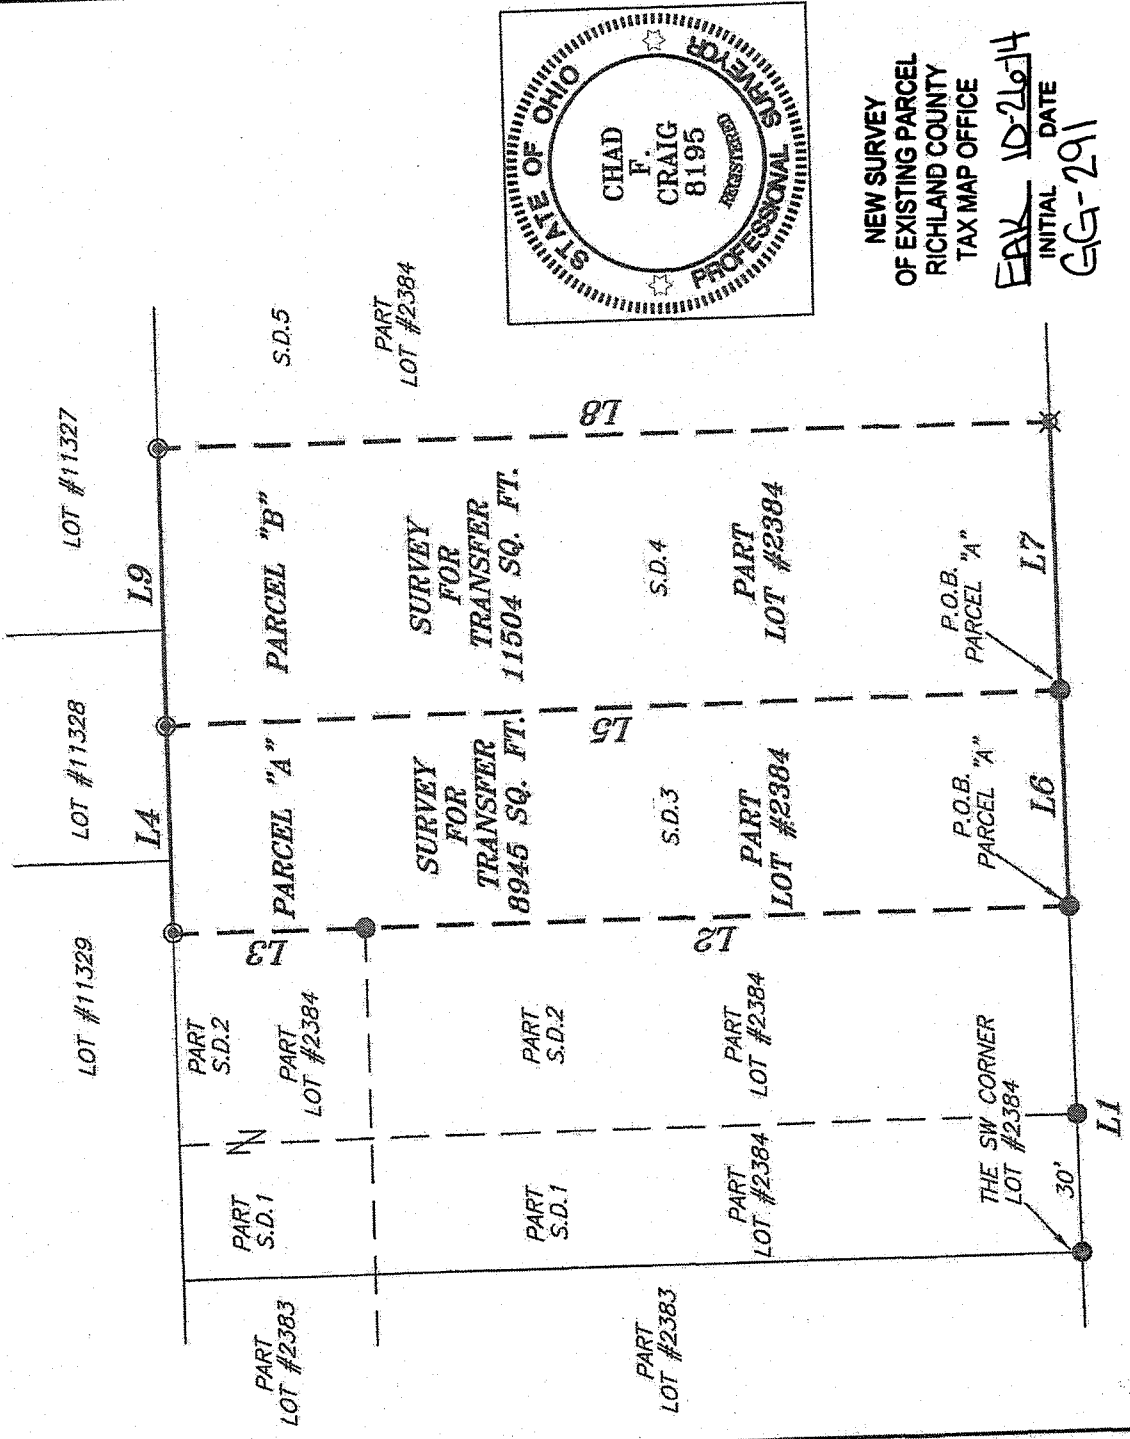 LOT #11329
LOT #11328
LOT #11327
L4
L9
PART
S.D.1
PART
S.D.2
PART
LOT #2384
L3
PARCEL "A"
PARCEL "B"
S.D.5
PART
LOT #2384
PART
LOT #2383
SURVEY
FOR
TRANSFER
8945 SQ. FT.
SURVEY
FOR
TRANSFER
11504 SQ. FT.
L5
L8
PART
S.D.1
PART
S.D.2
S.D.3
S.D.4
L2
PART
LOT #2383
PART
LOT #2384
PART
LOT #2384
PART
LOT #2384
PART
LOT #2384
THE SW CORNER
LOT #2384
P.O.B.
PARCEL "A"
P.O.B.
PARCEL "A"
30'
L1
L6
L7
STATE OF OHIO
CHAD
F.
CRAIG
8195
REGISTERED
PROFESSIONAL SURVEYOR
NEW SURVEY
OF EXISTING PARCEL
RICHLAND COUNTY
TAX MAP OFFICE
EAK 10-26-14
INITIAL DATE
GG-291